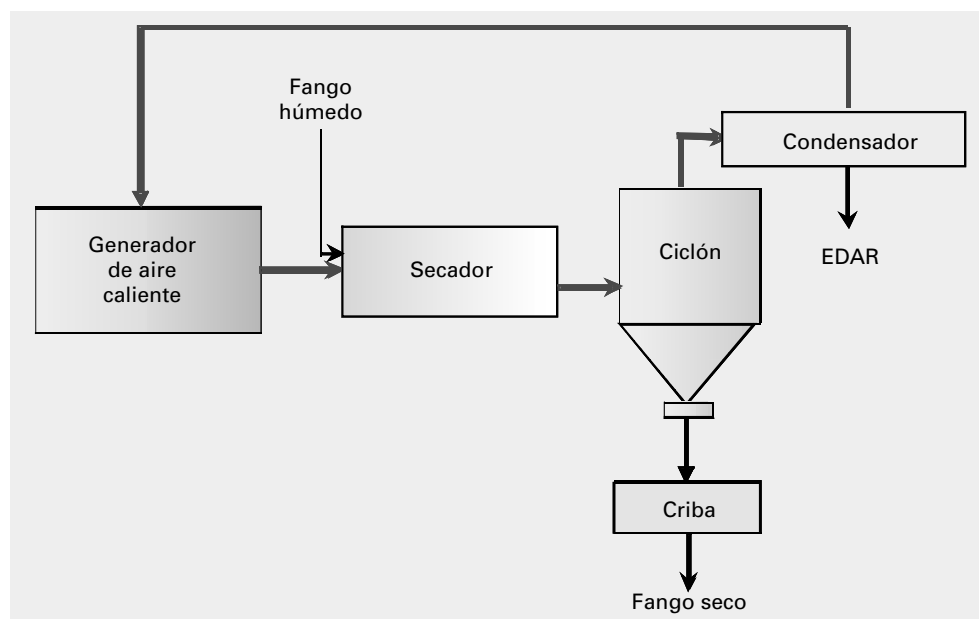 Fango
húmedo
Condensador
Generador
de aire
caliente
Secador
Ciclón
EDAR
Criba
Fango seco